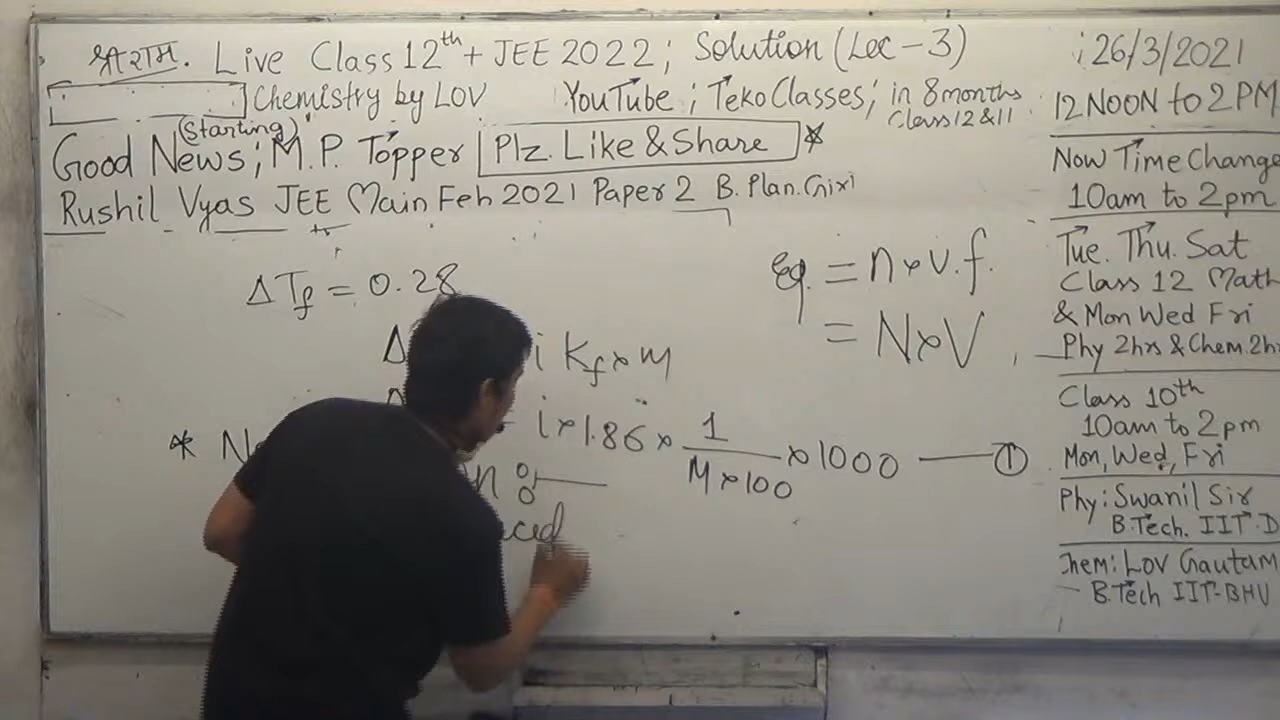 श्री राम. Live Class 12th + JEE 2022; Solution (Lec - 3)
Chemistry by LOV YouTube; TekoClasses; in 8 months
Class 12 & 11
(Starting)
Good News; M.P. Topper Plz. Like & Share *
Rushil Vyas JEE Main Feb 2021 Paper 2 B. Plan. Gixi
ΔTf = 0.28
Δ i Kf × m
i × 1.86 × 1 / M × 100 × 1000 —— ①
*
Eq. = n × v.f.
= N × V
26/3/2021
12 NOON to 2 PM
Now Time Change
10am to 2pm
Tue. Thu. Sat
Class 12 Math
& Mon Wed Fri
Phy 2hrs & Chem. 2h
Class 10th
10am to 2pm
Mon, Wed, Fri
Phy: Swanil Sir
B.Tech. IIT-D
Chem: Lov Gautam
B.Tech IIT-BHU